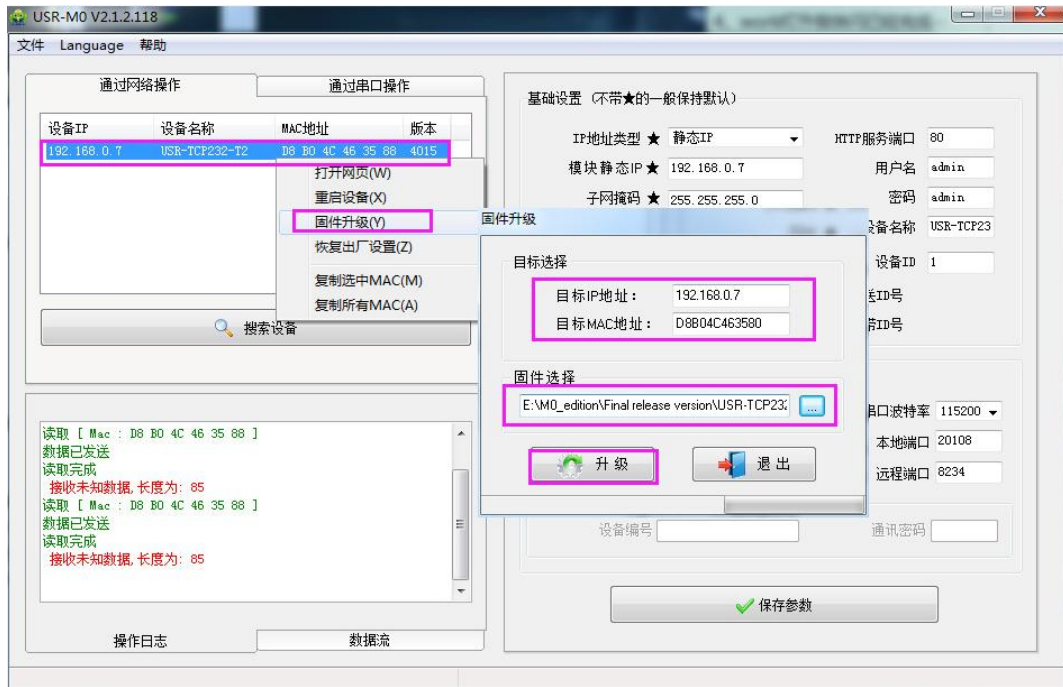 USR-M0 V2.1.2.118
文件 Language 帮助
通过网络操作 通过串口操作
设备IP 设备名称 MAC地址 版本
192.168.0.7 USR-TCP232-T2 D8 B0 4C 46 35 88 4015
打开网页(W)
重启设备(X)
固件升级(Y)
恢复出厂设置(Z)
复制选中MAC(M)
复制所有MAC(A)
搜索设备
读取 [ Mac : D8 B0 4C 46 35 88 ]
数据已发送
读取完成
接收未知数据,长度为: 85
读取 [ Mac : D8 B0 4C 46 35 88 ]
数据已发送
读取完成
接收未知数据,长度为: 85
操作日志 数据流
基础设置 (不带★的一般保持默认)
IP地址类型 ★ 静态IP HTTP服务端口 80
模块静态IP ★ 192.168.0.7 用户名 admin
子网掩码 ★ 255.255.255.0 密码 admin
设备名称 USR-TCP23
设备ID 1
送ID号
带ID号
固件升级
目标选择
目标IP地址: 192.168.0.7
目标MAC地址: D8B04C463580
固件选择
E:\M0_edition\Final release version\USR-TCP232 ...
升级 退出
串口波特率 115200
本地端口 20108
远程端口 8234
设备编号 通讯密码
保存参数